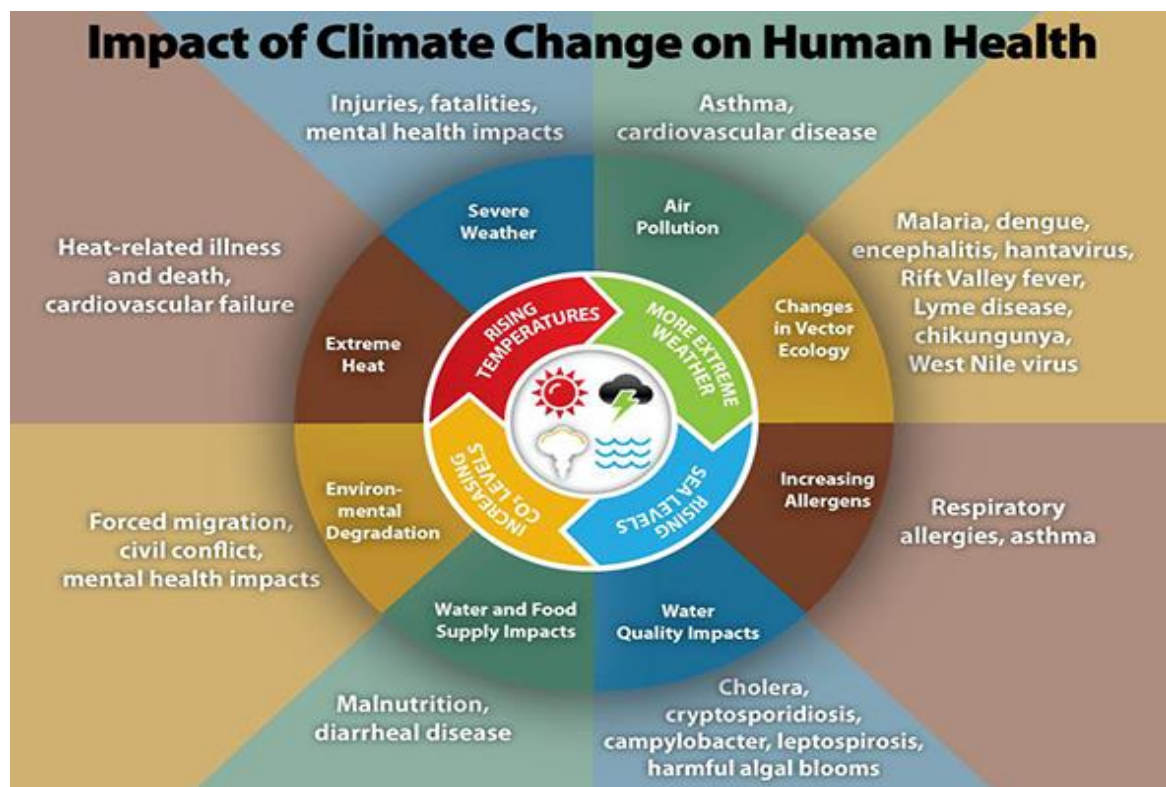 Impact of Climate Change on Human Health
Injuries, fatalities,
mental health impacts
Asthma,
cardiovascular disease
Severe
Weather
Air
Pollution
Heat-related illness
and death,
cardiovascular failure
Malaria, dengue,
encephalitis, hantavirus,
Rift Valley fever,
Lyme disease,
chikungunya,
West Nile virus
Extreme
Heat
Changes
in Vector
Ecology
RISING
TEMPERATURES
MORE EXTREME
WEATHER
INCREASING
CO₂ LEVELS
RISING
SEA LEVELS
Environ-
mental
Degradation
Increasing
Allergens
Forced migration,
civil conflict,
mental health impacts
Respiratory
allergies, asthma
Water and Food
Supply Impacts
Water
Quality Impacts
Malnutrition,
diarrheal disease
Cholera,
cryptosporidiosis,
campylobacter, leptospirosis,
harmful algal blooms